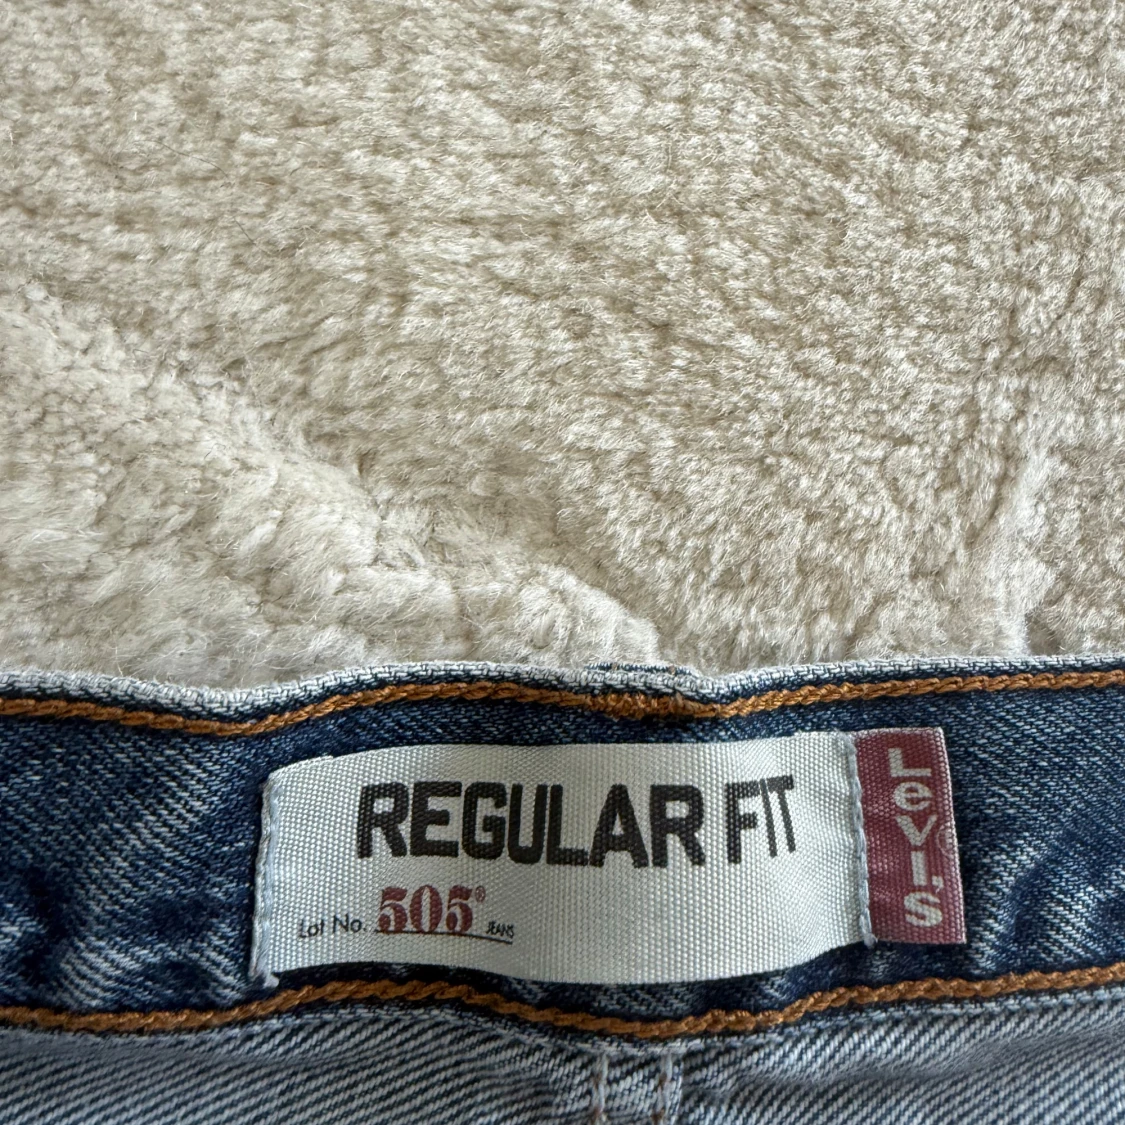 REGULAR FIT
Lot No. 505® JEANS
Levi's®